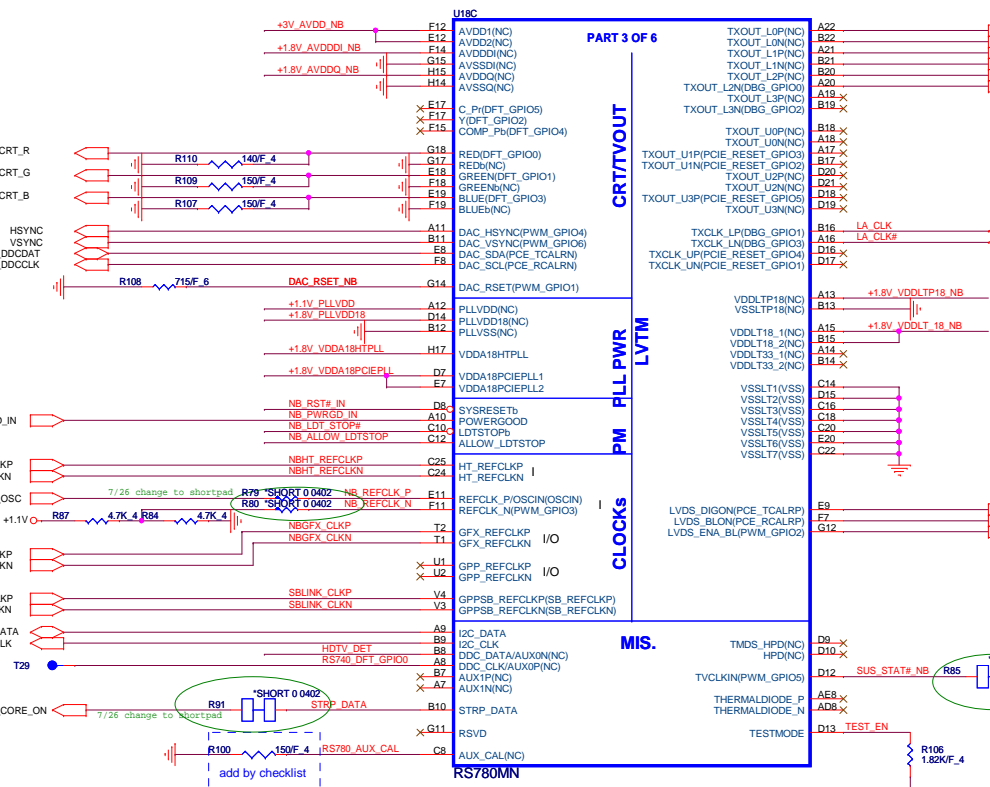 U18C
PART 3 OF 6
CRT/TVOUT
LVTM
PLL PWR
PM
CLOCKs
MIS.
RS780MN
+3V_AVDD_NB
+1.8V_AVDDDI_NB
+1.8V_AVDDQ_NB
F12 AVDD1(NC)
E12 AVDD2(NC)
F14 AVDDDI(NC)
G15 AVSSDI(NC)
H15 AVDDQ(NC)
H14 AVSSQ(NC)
E17 C_Pr(DFT_GPIO5)
F17 Y(DFT_GPIO2)
F15 COMP_Pb(DFT_GPIO4)
CRT_R
G18 RED(DFT_GPIO0)
R110 140/F_4
G17 REDb(NC)
CRT_G
E18 GREEN(DFT_GPIO1)
R109 150/F_4
F18 GREENb(NC)
CRT_B
E19 BLUE(DFT_GPIO3)
R107 150/F_4
F19 BLUEb(NC)
HSYNC A11 DAC_HSYNC(PWM_GPIO4)
VSYNC B11 DAC_VSYNC(PWM_GPIO6)
_DDCDAT E8 DAC_SDA(PCE_TCALRN)
DDCCLK F8 DAC_SCL(PCE_RCALRN)
R108 715/F_6 DAC_RSET_NB G14 DAC_RSET(PWM_GPIO1)
+1.1V_PLLVDD A12 PLLVDD(NC)
+1.8V_PLLVDD18 D14 PLLVDD18(NC)
B12 PLLVSS(NC)
+1.8V_VDDA18HTPLL H17 VDDA18HTPLL
+1.8V_VDDA18PCIEPLL D7 VDDA18PCIEPLL1
E7 VDDA18PCIEPLL2
NB_RST#_IN D8 SYSRESETb
D_IN NB_PWRGD_IN A10 POWERGOOD
NB_LDT_STOP# C10 LDTSTOPb
NB_ALLOW_LDTSTOP C12 ALLOW_LDTSTOP
KP NBHT_REFCLKP C25 HT_REFCLKP I
KN NBHT_REFCLKN C24 HT_REFCLKN
7/26 change to shortpad
OSC R79 *SHORT 0 0402 NB_REFCLK_P E11 REFCLK_P/OSCIN(OSCIN) I
R80 *SHORT 0 0402 NB_REFCLK_N F11 REFCLK_N(PWM_GPIO3)
+1.1V R87 4.7K_4 R84 4.7K_4
KP NBGFX_CLKP T2 GFX_REFCLKP I/O
KN NBGFX_CLKN T1 GFX_REFCLKN
U1 GPP_REFCLKP I/O
U2 GPP_REFCLKN
KP SBLINK_CLKP V4 GPPSB_REFCLKP(SB_REFCLKP)
KN SBLINK_CLKN V3 GPPSB_REFCLKN(SB_REFCLKN)
ATA A9 I2C_DATA
LK B9 I2C_CLK
HDTV_DET B8 DDC_DATA/AUX0N(NC)
T29 RS740_DFT_GPIO0 A8 DDC_CLK/AUX0P(NC)
B7 AUX1P(NC)
A7 AUX1N(NC)
CORE_ON R91 *SHORT 0 0402 STRP_DATA B10 STRP_DATA
7/26 change to shortpad
G11 RSVD
R100 150/F_4 RS780_AUX_CAL C8 AUX_CAL(NC)
add by checklist
TXOUT_L0P(NC) A22
TXOUT_L0N(NC) B22
TXOUT_L1P(NC) A21
TXOUT_L1N(NC) B21
TXOUT_L2P(NC) B20
TXOUT_L2N(DBG_GPIO0) A20
TXOUT_L3P(NC) A19
TXOUT_L3N(DBG_GPIO2) B19
TXOUT_U0P(NC) B18
TXOUT_U0N(NC) A18
TXOUT_U1P(PCIE_RESET_GPIO3) A17
TXOUT_U1N(PCIE_RESET_GPIO2) B17
TXOUT_U2P(NC) D20
TXOUT_U2N(NC) D21
TXOUT_U3P(PCIE_RESET_GPIO5) D18
TXOUT_U3N(NC) D19
TXCLK_LP(DBG_GPIO1) B16 LA_CLK
TXCLK_LN(DBG_GPIO3) A16 LA_CLK#
TXCLK_UP(PCIE_RESET_GPIO4) D16
TXCLK_UN(PCIE_RESET_GPIO1) D17
VDDLTP18(NC) A13 +1.8V_VDDLTP18_NB
VSSLTP18(NC) B13
VDDLT18_1(NC) A15 +1.8V_VDDLT_18_NB
VDDLT18_2(NC) B15
VDDLT33_1(NC) A14
VDDLT33_2(NC) B14
VSSLT1(VSS) C14
VSSLT2(VSS) D15
VSSLT3(VSS) C16
VSSLT4(VSS) C18
VSSLT5(VSS) C20
VSSLT6(VSS) E20
VSSLT7(VSS) C22
LVDS_DIGON(PCE_TCALRP) E9
LVDS_BLON(PCE_RCALRP) F7
LVDS_ENA_BL(PWM_GPIO2) G12
TMDS_HPD(NC) D9
HPD(NC) D10
TVCLKIN(PWM_GPIO5) D12 SUS_STAT#_NB R85
THERMALDIODE_P AE8
THERMALDIODE_N AD8
TESTMODE D13 TEST_EN
R106
1.82K/F_4